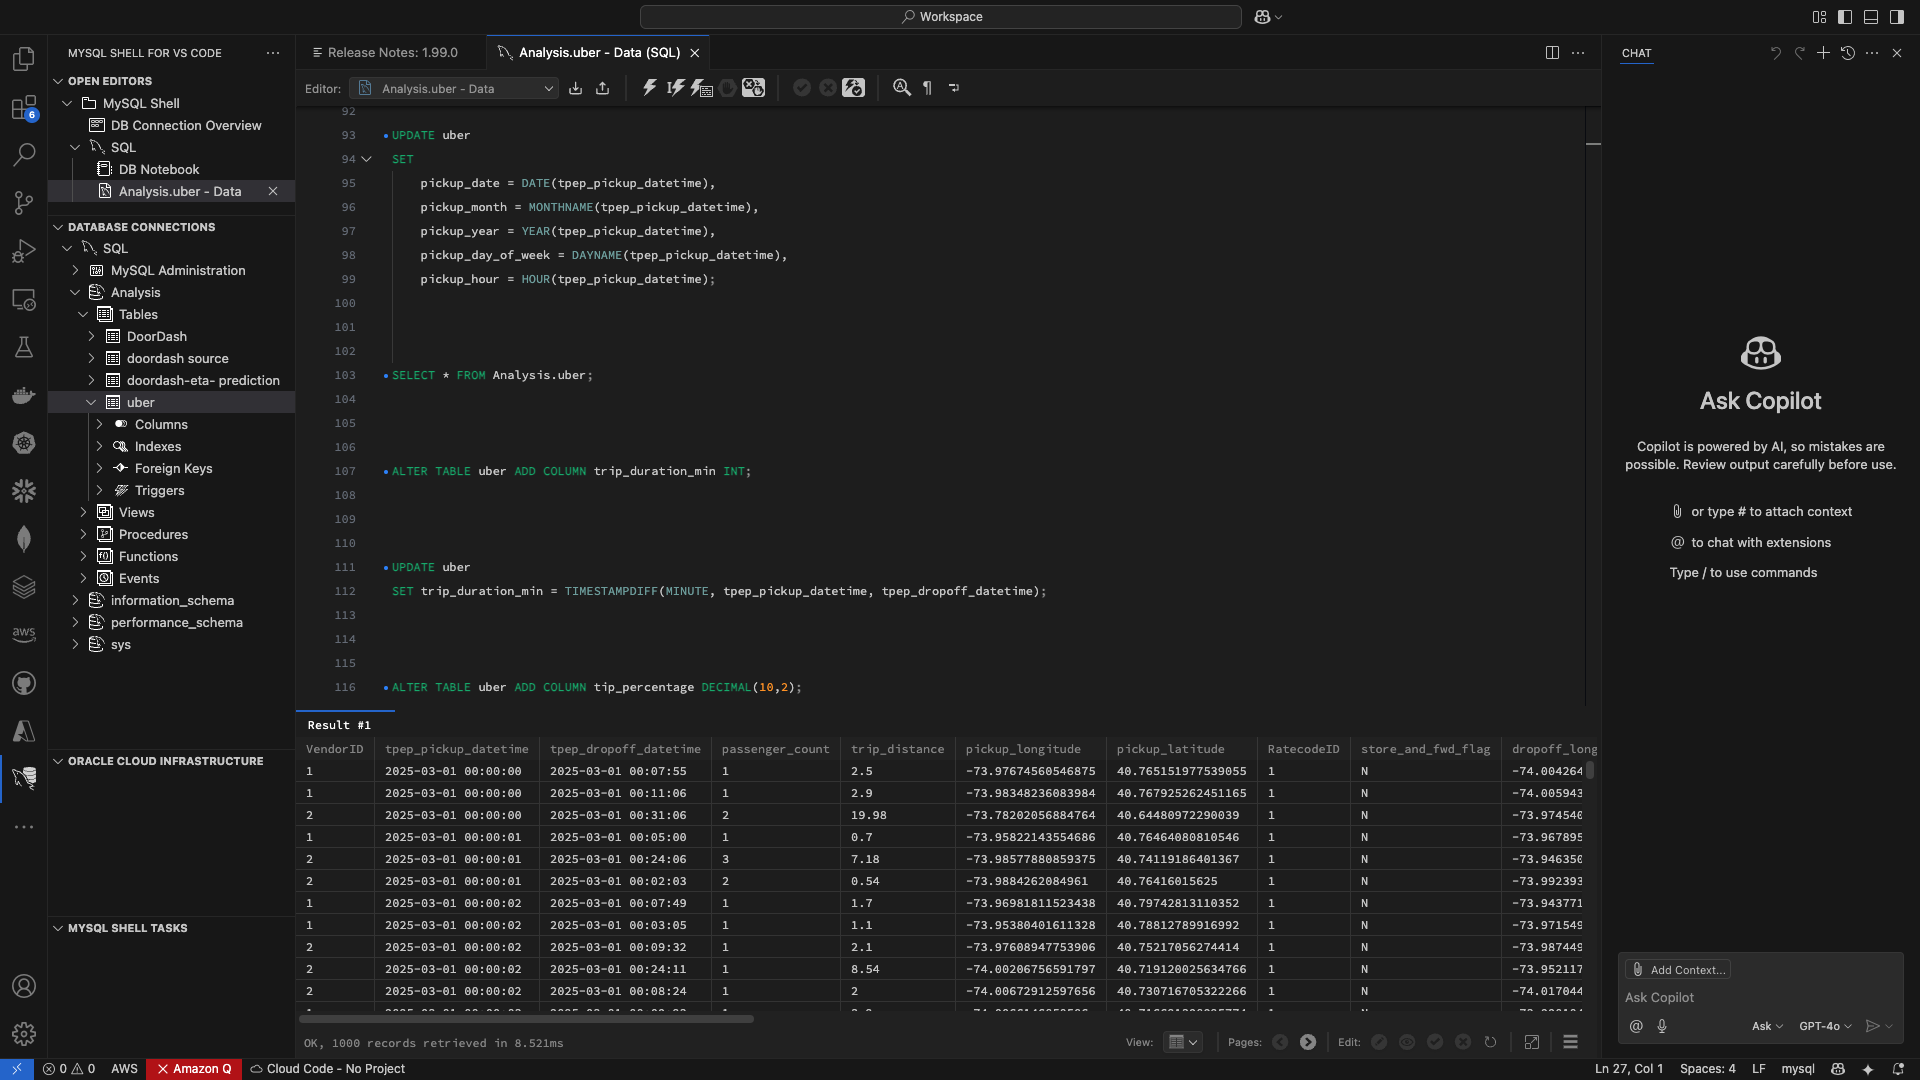 Workspace
MYSQL SHELL FOR VS CODE
OPEN EDITORS
MySQL Shell
DB Connection Overview
SQL
DB Notebook
Analysis.uber - Data
DATABASE CONNECTIONS
SQL
MySQL Administration
Analysis
Tables
DoorDash
doordash source
doordash-eta- prediction
uber
Columns
Indexes
Foreign Keys
Triggers
Views
Procedures
Functions
Events
information_schema
performance_schema
sys
ORACLE CLOUD INFRASTRUCTURE
MYSQL SHELL TASKS
6
aws
Release Notes: 1.99.0
Analysis.uber - Data (SQL)
Editor: Analysis.uber - Data
92
93 UPDATE uber
94 SET
95 pickup_date = DATE(tpep_pickup_datetime),
96 pickup_month = MONTHNAME(tpep_pickup_datetime),
97 pickup_year = YEAR(tpep_pickup_datetime),
98 pickup_day_of_week = DAYNAME(tpep_pickup_datetime),
99 pickup_hour = HOUR(tpep_pickup_datetime);
100
101
102
103 SELECT * FROM Analysis.uber;
104
105
106
107 ALTER TABLE uber ADD COLUMN trip_duration_min INT;
108
109
110
111 UPDATE uber
112 SET trip_duration_min = TIMESTAMPDIFF(MINUTE, tpep_pickup_datetime, tpep_dropoff_datetime);
113
114
115
116 ALTER TABLE uber ADD COLUMN tip_percentage DECIMAL(10,2);
Result #1
VendorID tpep_pickup_datetime tpep_dropoff_datetime passenger_count trip_distance pickup_longitude pickup_latitude RatecodeID store_and_fwd_flag dropoff_long
1 2025-03-01 00:00:00 2025-03-01 00:07:55 1 2.5 -73.97674560546875 40.765151977539055 1 N -74.004264
1 2025-03-01 00:00:00 2025-03-01 00:11:06 1 2.9 -73.98348236083984 40.767925262451165 1 N -74.005943
2 2025-03-01 00:00:00 2025-03-01 00:31:06 2 19.98 -73.78202056884764 40.64480972290039 1 N -73.974540
1 2025-03-01 00:00:01 2025-03-01 00:05:00 1 0.7 -73.95822143554686 40.76464080810546 1 N -73.967895
2 2025-03-01 00:00:01 2025-03-01 00:24:06 3 7.18 -73.98577880859375 40.74119186401367 1 N -73.946350
2 2025-03-01 00:00:01 2025-03-01 00:02:03 2 0.54 -73.9884262084961 40.76416015625 1 N -73.992393
1 2025-03-01 00:00:02 2025-03-01 00:07:49 1 1.7 -73.96981811523438 40.79742813110352 1 N -73.943771
1 2025-03-01 00:00:02 2025-03-01 00:03:05 1 1.1 -73.95380401611328 40.78812789916992 1 N -73.971549
2 2025-03-01 00:00:02 2025-03-01 00:09:32 1 2.1 -73.97608947753906 40.75217056274414 1 N -73.987449
2 2025-03-01 00:00:02 2025-03-01 00:24:11 1 8.54 -74.00206756591797 40.719120025634766 1 N -73.952117
2 2025-03-01 00:00:02 2025-03-01 00:08:24 1 2 -74.00672912597656 40.730716705322266 1 N -74.017044
OK, 1000 records retrieved in 8.521ms
View: Pages: Edit:
CHAT
Ask Copilot
Copilot is powered by AI, so mistakes are
possible. Review output carefully before use.
or type # to attach context
@ to chat with extensions
Type / to use commands
Add Context...
Ask Copilot
@ Ask GPT-4o
0 0 AWS Amazon Q Cloud Code - No Project
Ln 27, Col 1 Spaces: 4 LF mysql